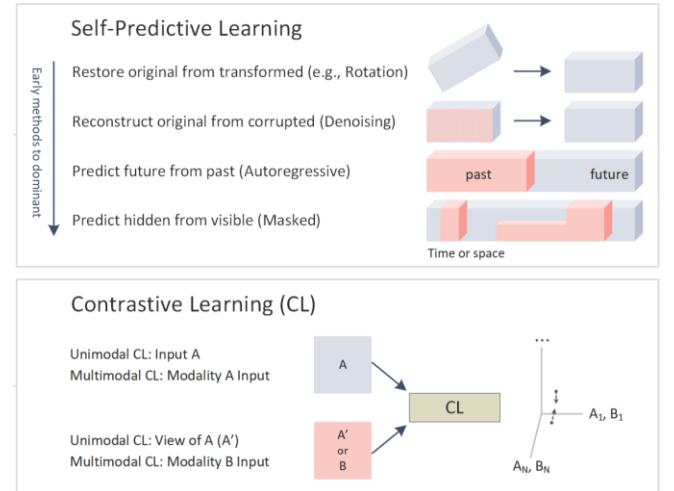 Self-Predictive Learning
Early methods to dominant
Restore original from transformed (e.g., Rotation)
Reconstruct original from corrupted (Denoising)
Predict future from past (Autoregressive)
past
future
Predict hidden from visible (Masked)
Time or space
Contrastive Learning (CL)
Unimodal CL: Input A
Multimodal CL: Modality A Input
A
Unimodal CL: View of A (A')
Multimodal CL: Modality B Input
A'
or
B
CL
...
A₁, B₁
Aₙ, Bₙ